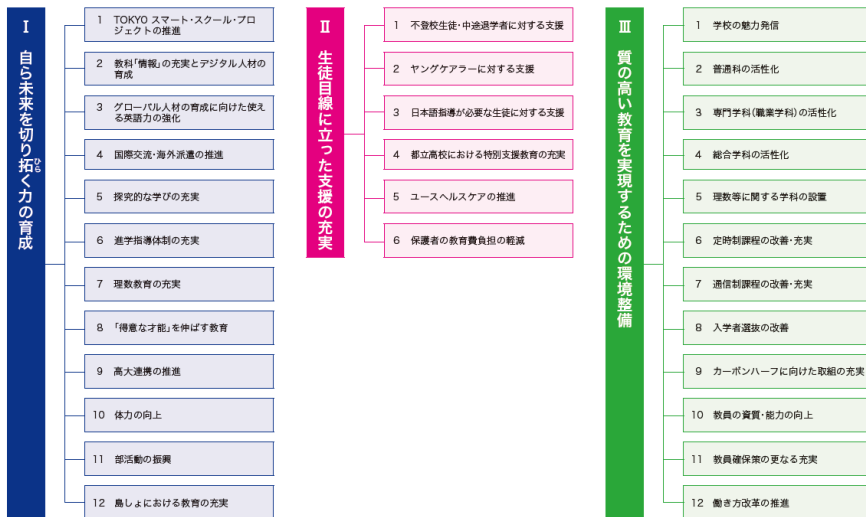 Ⅰ 自ら未来を切り拓く力の育成
ひら
1 TOKYO スマート・スクール・プロ
ジェクトの推進
2 教科「情報」の充実とデジタル人材の
育成
3 グローバル人材の育成に向けた使え
る英語力の強化
4 国際交流・海外派遣の推進
5 探究的な学びの充実
6 進学指導体制の充実
7 理数教育の充実
8 「得意な才能」を伸ばす教育
9 高大連携の推進
10 体力の向上
11 部活動の振興
12 島しょにおける教育の充実
Ⅱ 生徒目線に立った支援の充実
1 不登校生徒・中途退学者に対する支援
2 ヤングケアラーに対する支援
3 日本語指導が必要な生徒に対する支援
4 都立高校における特別支援教育の充実
5 ユースヘルスケアの推進
6 保護者の教育費負担の軽減
Ⅲ 質の高い教育を実現するための環境整備
1 学校の魅力発信
2 普通科の活性化
3 専門学科(職業学科)の活性化
4 総合学科の活性化
5 理数等に関する学科の設置
6 定時制課程の改善・充実
7 通信制課程の改善・充実
8 入学者選抜の改善
9 カーボンハーフに向けた取組の充実
10 教員の資質・能力の向上
11 教員確保策の更なる充実
12 働き方改革の推進